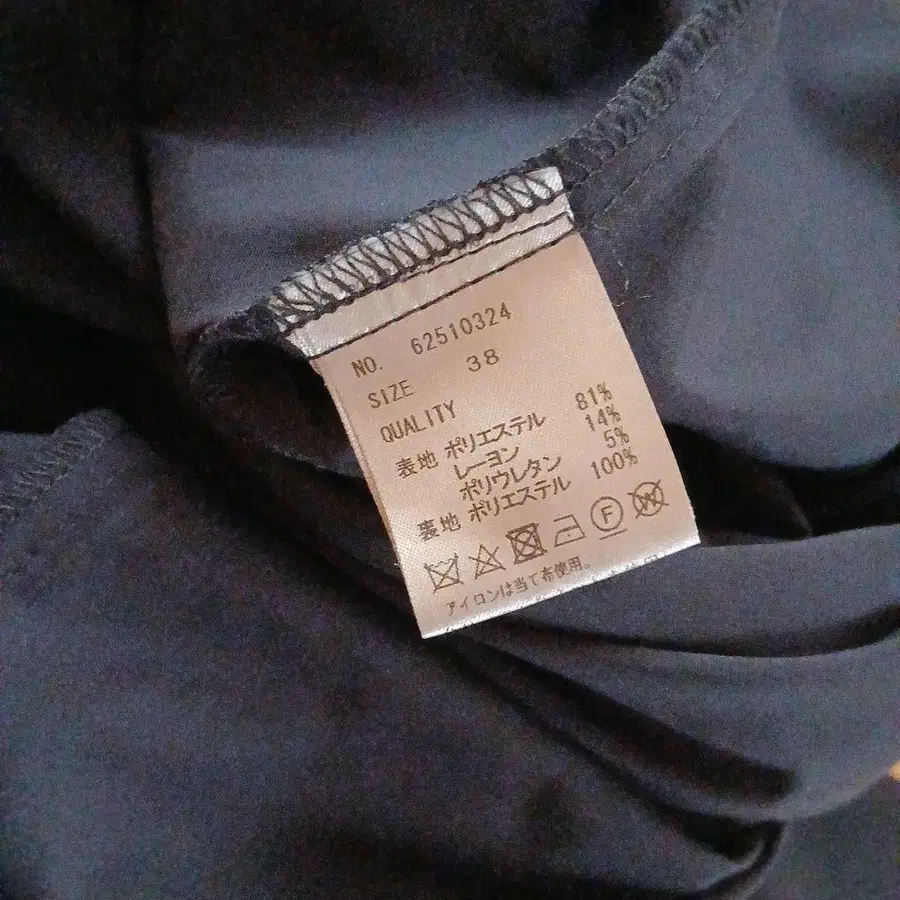 NO. 62510324
SIZE 38
QUALITY
表地 ポリエステル 81%
レーヨン 14%
ポリウレタン 5%
裏地 ポリエステル 100%
F W
アイロンは当て布使用。